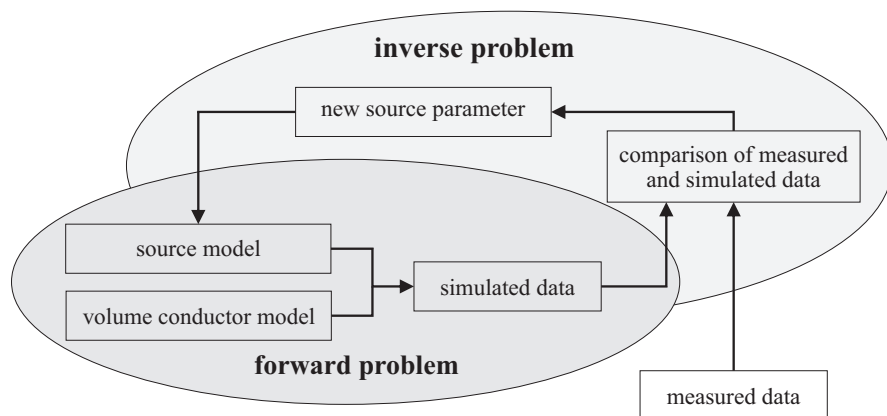 inverse problem
new source parameter
comparison of measured
and simulated data
source model
simulated data
volume conductor model
forward problem
measured data